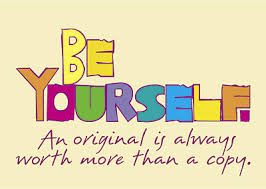 BE
YOURSELF.
An original is always
worth more than a copy.